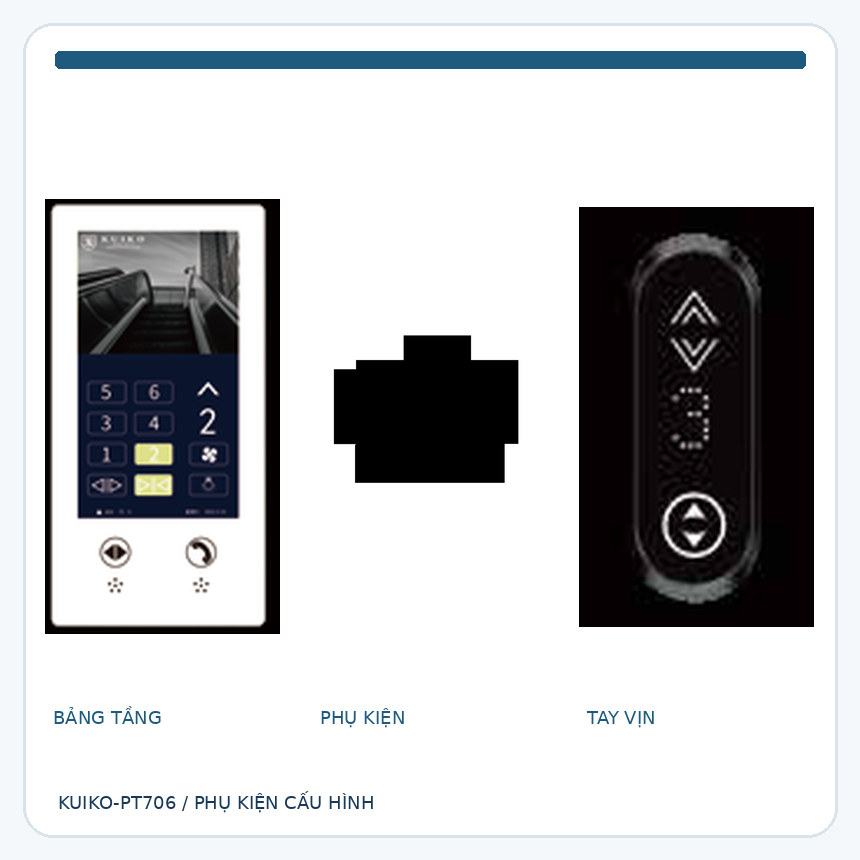 KUIKO
5 6
3 4 2
1 2
3
BẢNG TẦNG
PHỤ KIỆN
TAY VỊN
KUIKO-PT706 / PHỤ KIỆN CẤU HÌNH